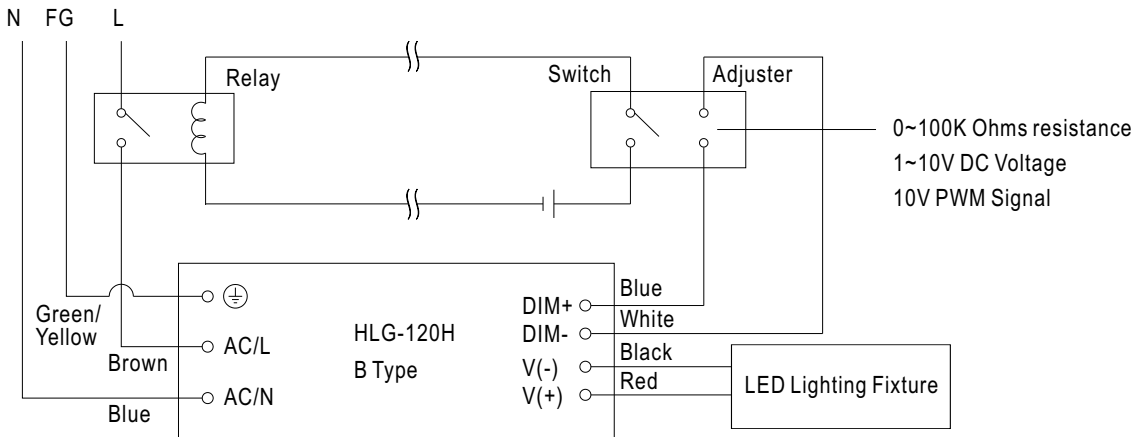 N FG L
Relay
Switch
Adjuster
0~100K Ohms resistance
1~10V DC Voltage
10V PWM Signal
Green/
Yellow
Brown
Blue
AC/L
AC/N
HLG-120H
B Type
DIM+
DIM-
V(-)
V(+)
Blue
White
Black
Red
LED Lighting Fixture